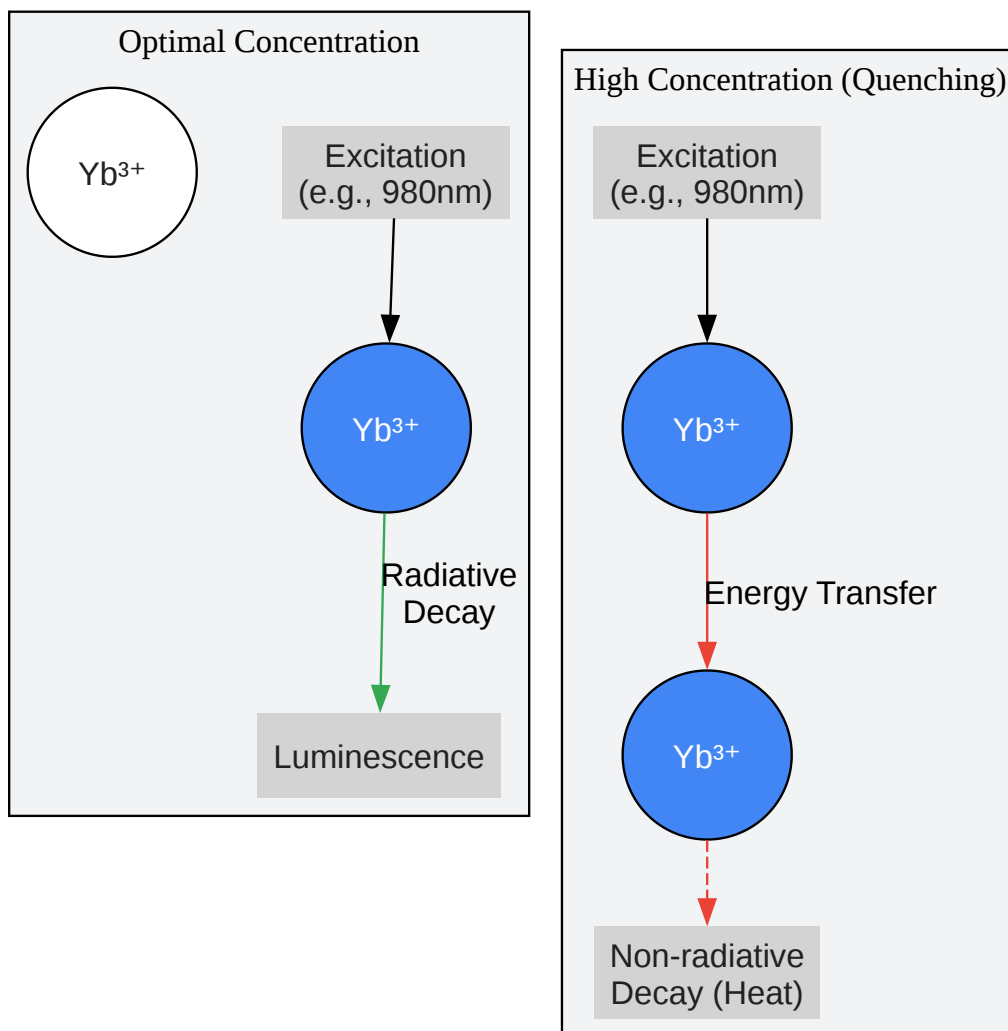 Optimal Concentration
Yb³⁺
Excitation
(e.g., 980nm)
Yb³⁺
Radiative
Decay
Luminescence
High Concentration (Quenching)
Excitation
(e.g., 980nm)
Yb³⁺
Energy Transfer
Yb³⁺
Non-radiative
Decay (Heat)